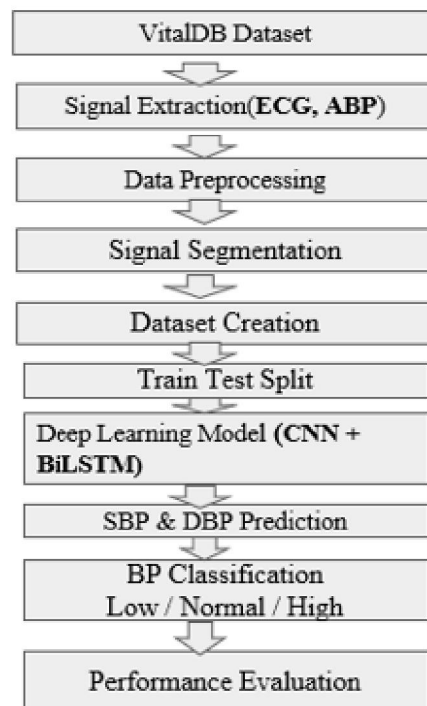 VitalDB Dataset
Signal Extraction(ECG, ABP)
Data Preprocessing
Signal Segmentation
Dataset Creation
Train Test Split
Deep Learning Model (CNN +
BiLSTM)
SBP & DBP Prediction
BP Classification
Low / Normal / High
Performance Evaluation